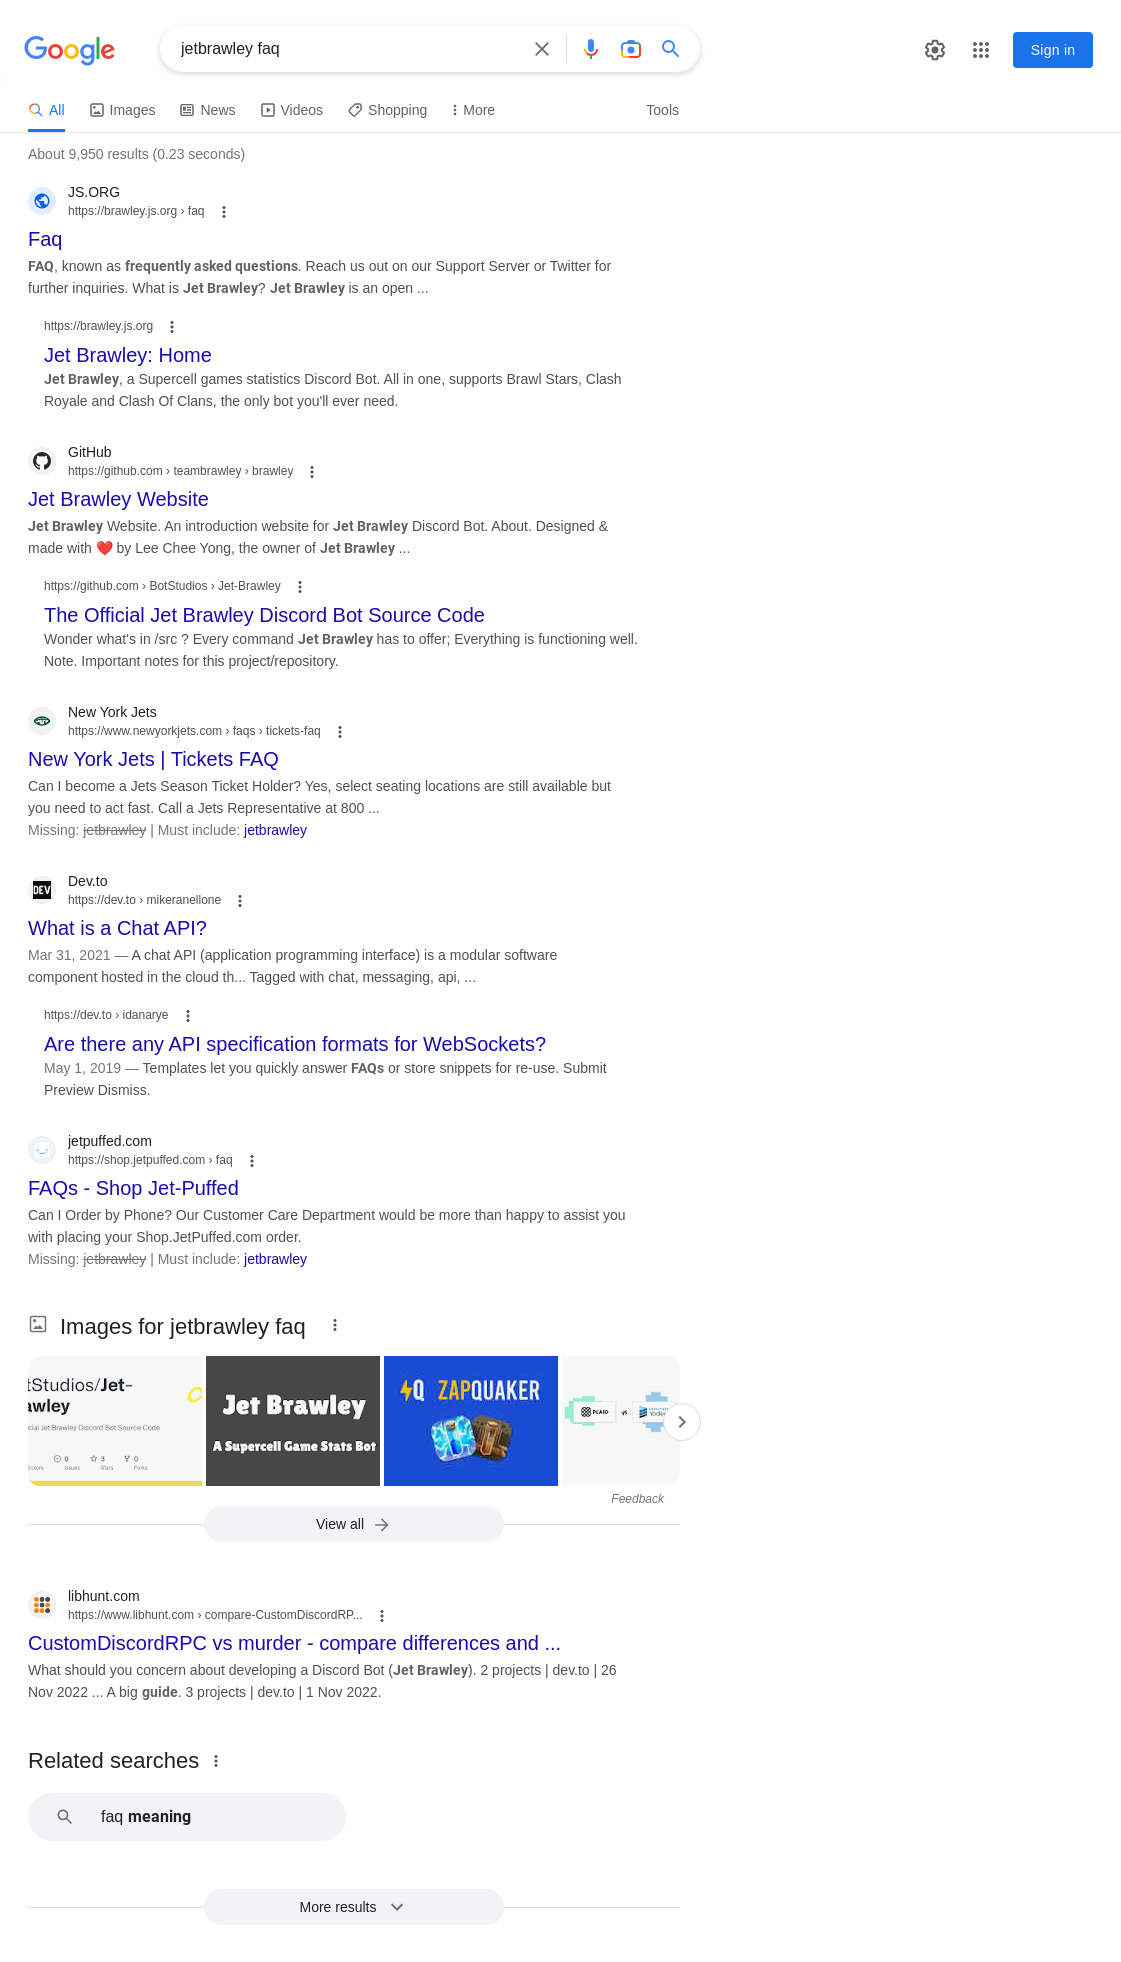 Google
jetbrawley faq
Sign in
All
Images
News
Videos
Shopping
More
Tools
About 9,950 results (0.23 seconds)
JS.ORG
https://brawley.js.org › faq
Faq
FAQ, known as frequently asked questions. Reach us out on our Support Server or Twitter for
further inquiries. What is Jet Brawley? Jet Brawley is an open ...
https://brawley.js.org
Jet Brawley: Home
Jet Brawley, a Supercell games statistics Discord Bot. All in one, supports Brawl Stars, Clash
Royale and Clash Of Clans, the only bot you'll ever need.
GitHub
https://github.com › teambrawley › brawley
Jet Brawley Website
Jet Brawley Website. An introduction website for Jet Brawley Discord Bot. About. Designed &
made with ❤️ by Lee Chee Yong, the owner of Jet Brawley ...
https://github.com › BotStudios › Jet-Brawley
The Official Jet Brawley Discord Bot Source Code
Wonder what's in /src ? Every command Jet Brawley has to offer; Everything is functioning well.
Note. Important notes for this project/repository.
New York Jets
https://www.newyorkjets.com › faqs › tickets-faq
New York Jets | Tickets FAQ
Can I become a Jets Season Ticket Holder? Yes, select seating locations are still available but
you need to act fast. Call a Jets Representative at 800 ...
Missing: jetbrawley | Must include: jetbrawley
DEV
Dev.to
https://dev.to › mikeranellone
What is a Chat API?
Mar 31, 2021 — A chat API (application programming interface) is a modular software
component hosted in the cloud th... Tagged with chat, messaging, api, ...
https://dev.to › idanarye
Are there any API specification formats for WebSockets?
May 1, 2019 — Templates let you quickly answer FAQs or store snippets for re-use. Submit
Preview Dismiss.
jetpuffed.com
https://shop.jetpuffed.com › faq
FAQs - Shop Jet-Puffed
Can I Order by Phone? Our Customer Care Department would be more than happy to assist you
with placing your Shop.JetPuffed.com order.
Missing: jetbrawley | Must include: jetbrawley
Images for jetbrawley faq
tStudios/Jet-
awley
cial Jet Brawley Discord Bot Source Code
0 3 0
Issues Stars Forks
Jet Brawley
A Supercell Game Stats Bot
Q ZAPQUAKER
PLAID vs Yodlee
Feedback
View all
libhunt.com
https://www.libhunt.com › compare-CustomDiscordRP...
CustomDiscordRPC vs murder - compare differences and ...
What should you concern about developing a Discord Bot (Jet Brawley). 2 projects | dev.to | 26
Nov 2022 ... A big guide. 3 projects | dev.to | 1 Nov 2022.
Related searches
faq meaning
More results